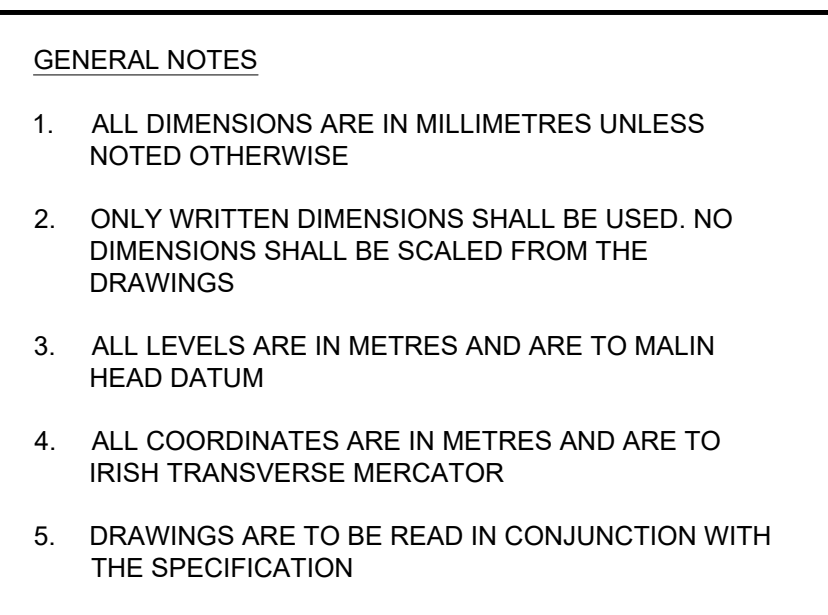 GENERAL NOTES
1. ALL DIMENSIONS ARE IN MILLIMETRES UNLESS
NOTED OTHERWISE
2. ONLY WRITTEN DIMENSIONS SHALL BE USED. NO
DIMENSIONS SHALL BE SCALED FROM THE
DRAWINGS
3. ALL LEVELS ARE IN METRES AND ARE TO MALIN
HEAD DATUM
4. ALL COORDINATES ARE IN METRES AND ARE TO
IRISH TRANSVERSE MERCATOR
5. DRAWINGS ARE TO BE READ IN CONJUNCTION WITH
THE SPECIFICATION